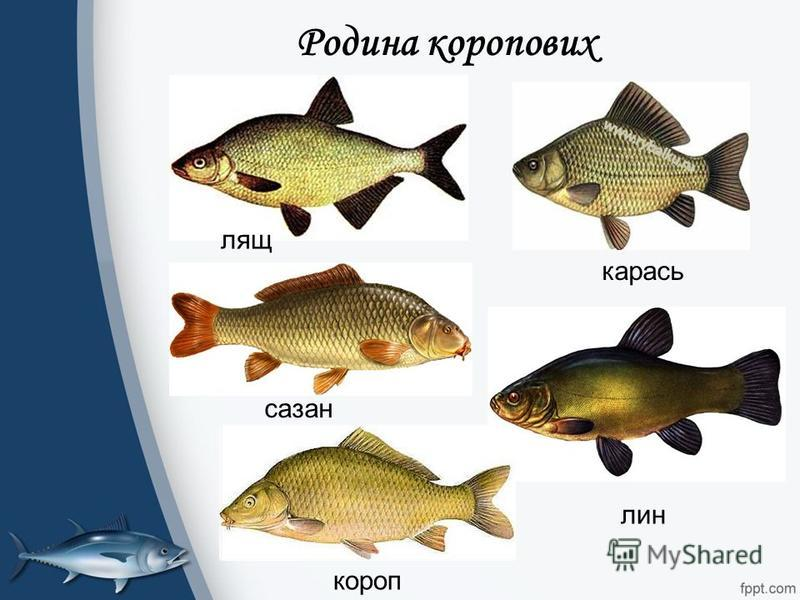 Родина коропових
лящ
карась
сазан
лин
короп
MyShared
fppt.com